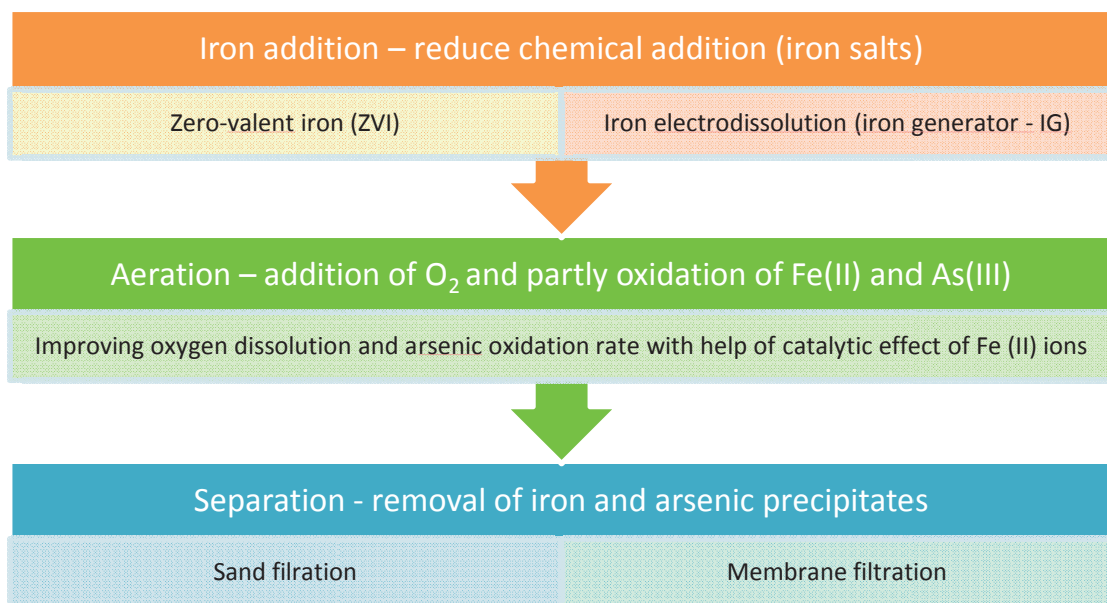 Iron addition – reduce chemical addition (iron salts)
Zero-valent iron (ZVI)
Iron electrodissolution (iron generator - IG)
Aeration – addition of O₂ and partly oxidation of Fe(II) and As(III)
Improving oxygen dissolution and arsenic oxidation rate with help of catalytic effect of Fe (II) ions
Separation - removal of iron and arsenic precipitates
Sand filration
Membrane filtration